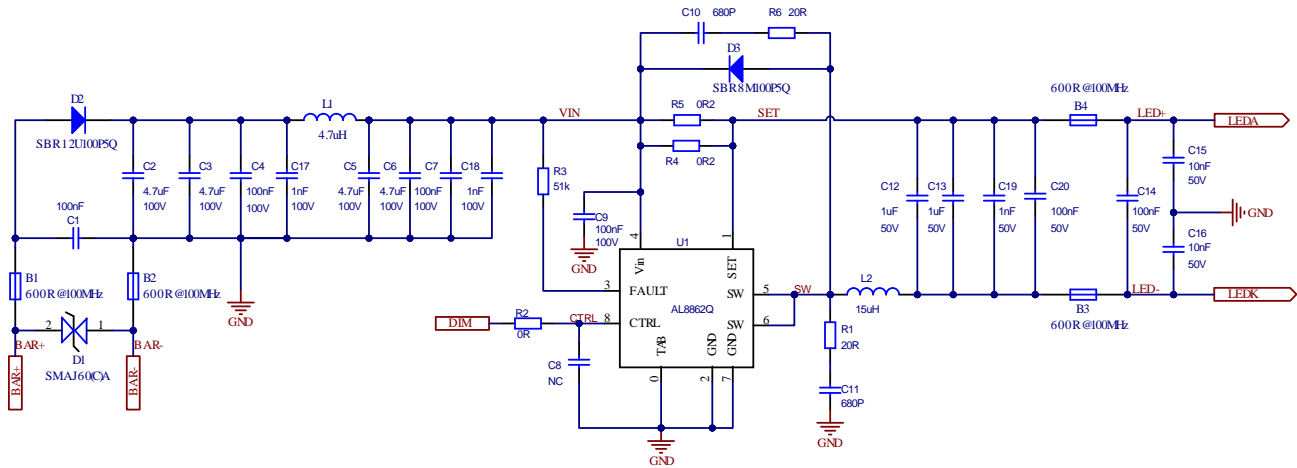 C10 680P
R6 20R
D3
SBR8M100P5Q
D2
SBR12U100P5Q
L1
4.7uH
VIN
R5 0R2
SET
R4 0R2
600R@100MHz
B4
LED+
LEDA
C2
4.7uF
100V
C3
4.7uF
100V
C4
100nF
100V
C17
1nF
100V
C5
4.7uF
100V
C6
4.7uF
100V
C7
100nF
100V
C18
1nF
100V
R3
51k
C9
100nF
100V
GND
C12
1uF
50V
C13
1uF
50V
C19
1nF
50V
C20
100nF
50V
C14
100nF
50V
C15
10nF
50V
GND
C16
10nF
50V
100nF
C1
B1
600R@100MHz
B2
600R@100MHz
GND
2
1
BAR+
BAR-
D1
SMAJ60(C)A
BAR+
BAR-
U1
4
Vin
1
SET
3
FAULT
SW
5
SW
AL8862Q
SW
6
8
CTRL
TAB
GND
GND
0
2
7
DIM
R2
0R
CTRL
C8
NC
GND
L2
15uH
R1
20R
C11
680P
GND
LED-
LEDK
B3
600R@100MHz